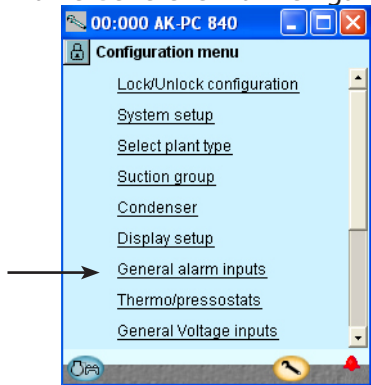 00:000 AK-PC 840
Configuration menu
Lock/Unlock configuration
System setup
Select plant type
Suction group
Condenser
Display setup
General alarm inputs
Thermo/pressostats
General Voltage inputs